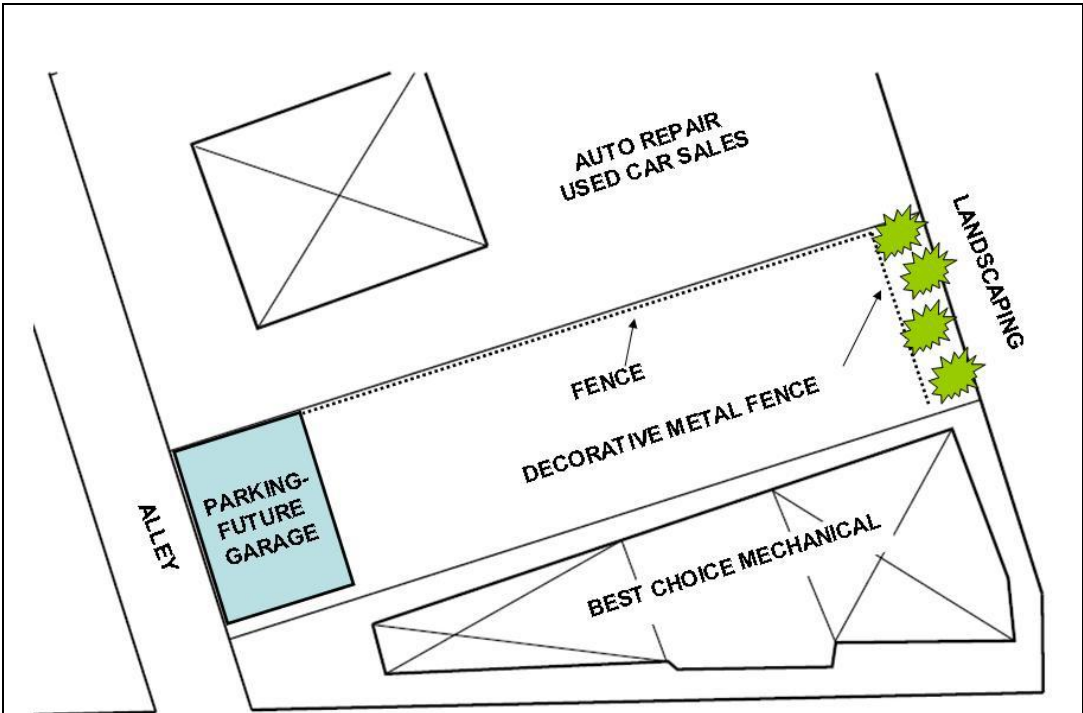 AUTO REPAIR
USED CAR SALES
LANDSCAPING
FENCE
DECORATIVE METAL FENCE
PARKING-
FUTURE
GARAGE
ALLEY
BEST CHOICE MECHANICAL